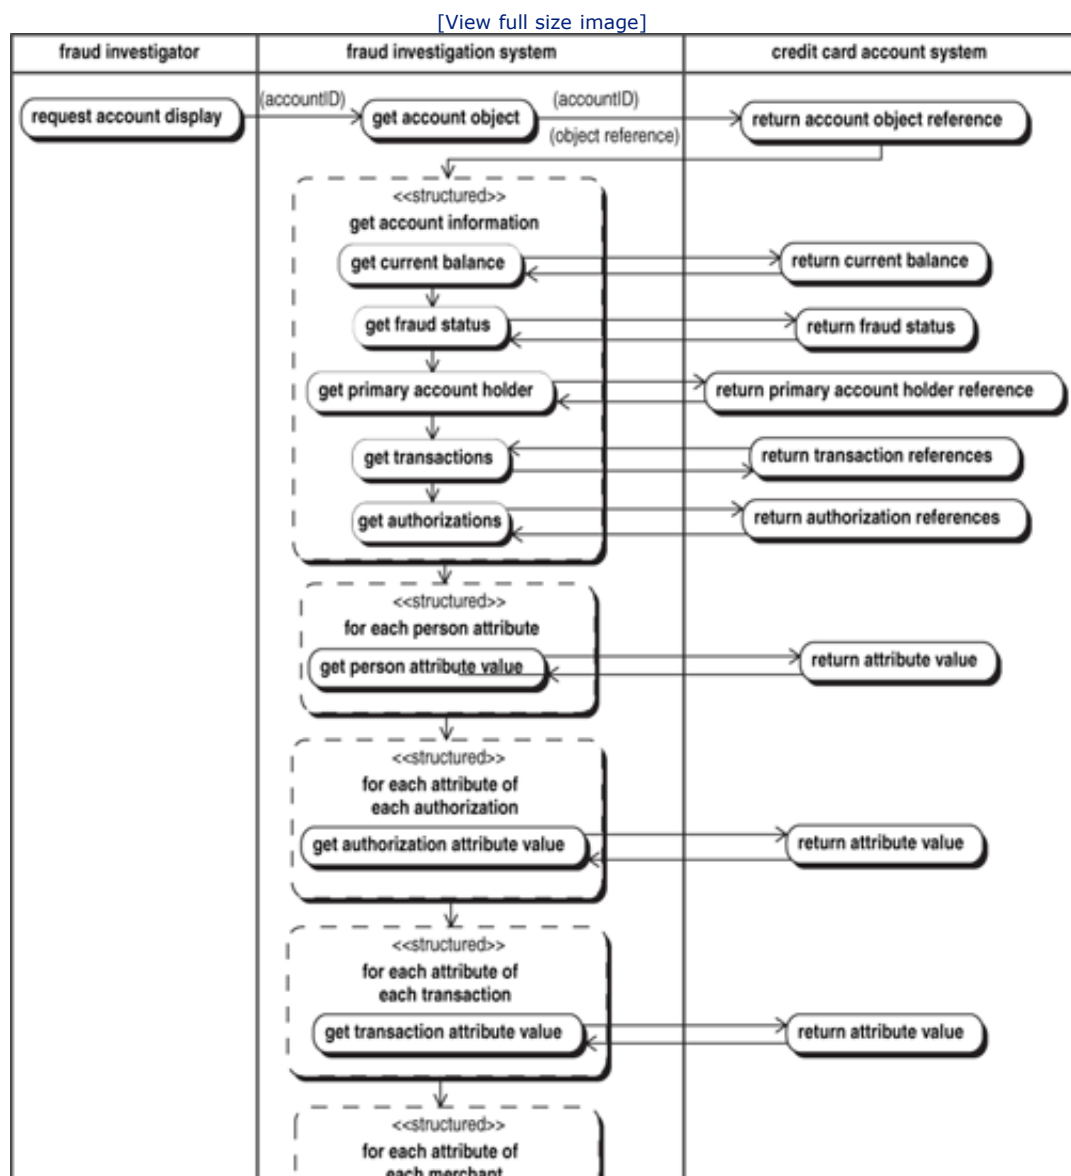 [View full size image]
fraud investigator
fraud investigation system
credit card account system
request account display
(accountID)
get account object
(accountID)
(object reference)
return account object reference
<<structured>>
get account information
get current balance
return current balance
get fraud status
return fraud status
get primary account holder
return primary account holder reference
get transactions
return transaction references
get authorizations
return authorization references
<<structured>>
for each person attribute
get person attribute value
return attribute value
<<structured>>
for each attribute of
each authorization
get authorization attribute value
return attribute value
<<structured>>
for each attribute of
each transaction
get transaction attribute value
return attribute value
<<structured>>
for each attribute of
each merchant